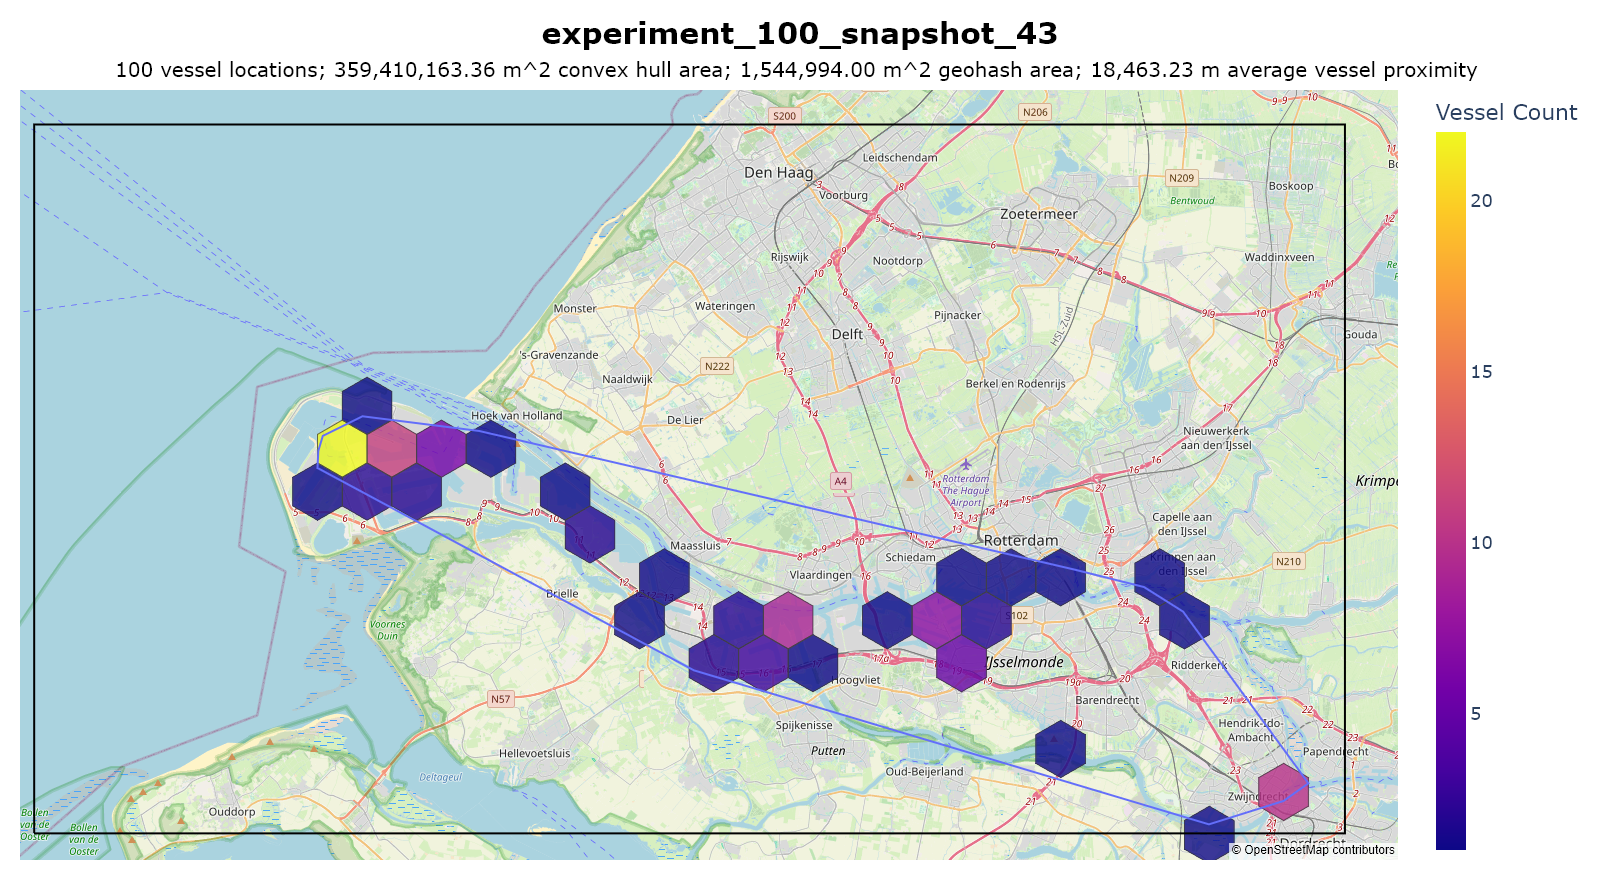 experiment_100_snapshot_43
100 vessel locations; 359,410,163.36 m^2 convex hull area; 1,544,994.00 m^2 geohash area; 18,463.23 m average vessel proximity
Vessel Count
20
15
10
5
S200
N206
Leidschendam
Den Haag
N209
Boskoop
Voorburg
Bentwoud
Zoetermeer
Rijswijk
Nootdorp
Waddinxveen
Monster
Wateringen
Pijnacker
HSL-Zuid
Delft
Gouda
's-Gravenzande
N222
Naaldwijk
Berkel en Rodenrijs
Hoek van Holland
De Lier
Nieuwerkerk
aan den IJssel
A4
Rotterdam
The Hague
Airport
Krimpe
Capelle aan
den IJssel
Maassluis
Rotterdam
Schiedam
Krimpen aan
den IJssel
N210
Vlaardingen
Brielle
S102
Voornes
Duin
IJsselmonde
Ridderkerk
Hoogvliet
N57
Barendrecht
Spijkenisse
Hendrik-Ido-
Ambacht
Hellevoetsluis
Putten
Papendrecht
Oud-Beijerland
Deltageul
Zwijndrecht
Ouddorp
Bollen
van de
Ooster
Bollen
van de
Ooster
Dordrecht
© OpenStreetMap contributors